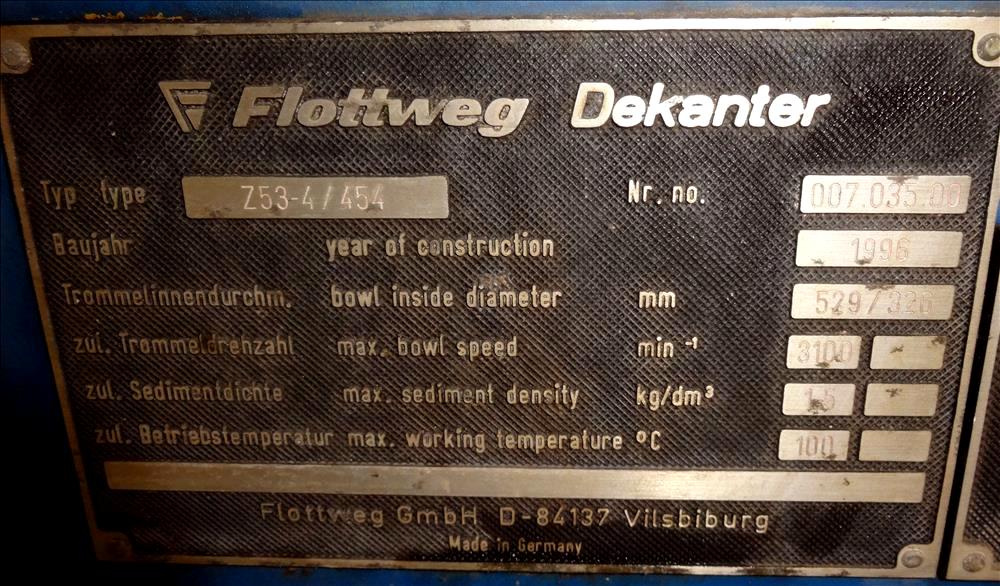 Flottweg Dekanter
Typ type Z53-4/454 Nr. no. 007.035.00
Baujahr year of construction 1996
Trommelinnendurchm. bowl inside diameter mm 529/326
zul. Trommeldrehzahl max. bowl speed min -1 3100
zul. Sedimentdichte max. sediment density kg/dm³
zul. Betriebstemperatur max. working temperature °C 100
Flottweg GmbH D-84137 Vilsbiburg
Made in Germany